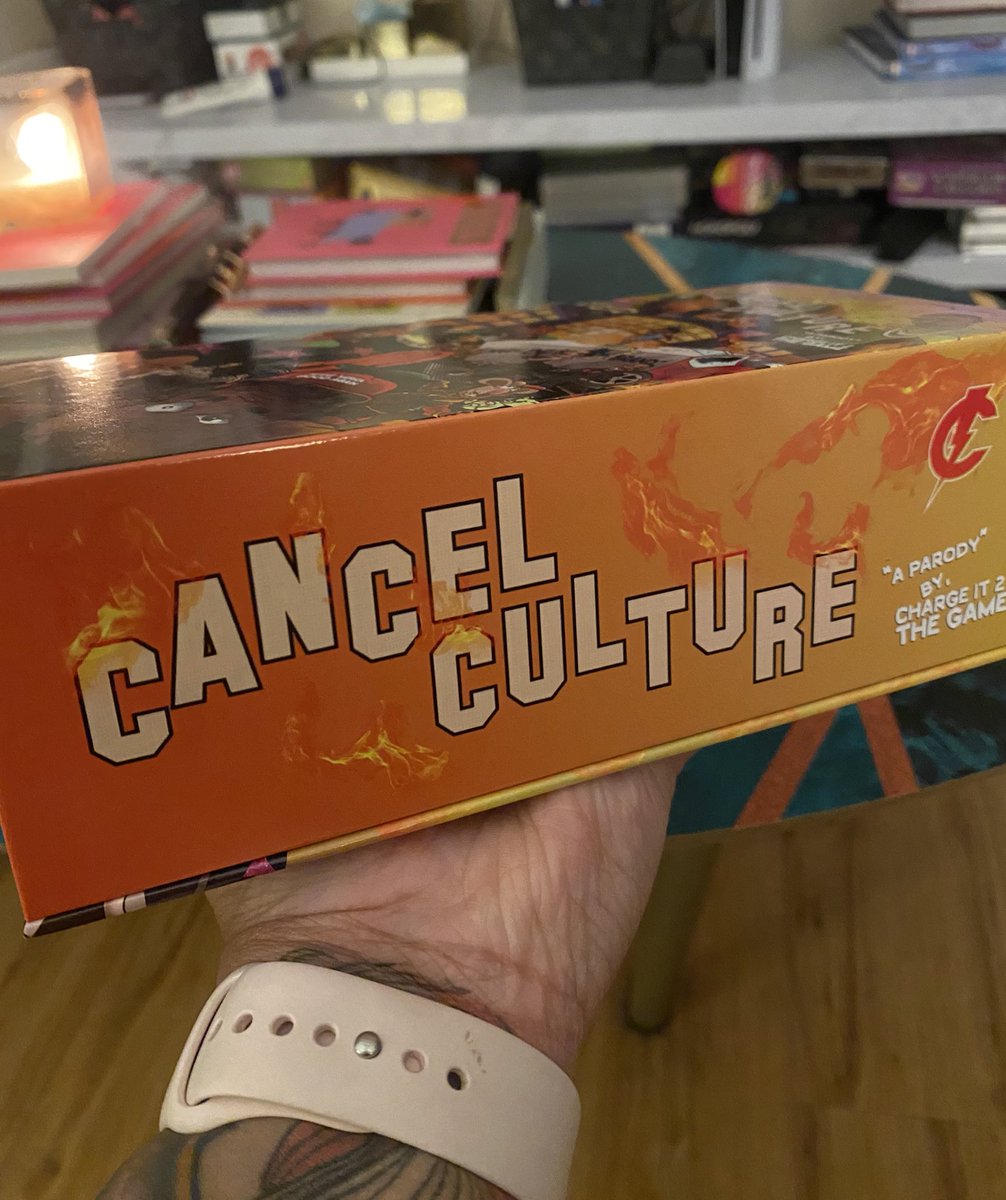 CANCEL
CULTURE
"A PARODY"
BY.
CHARGE IT 2
THE GAME